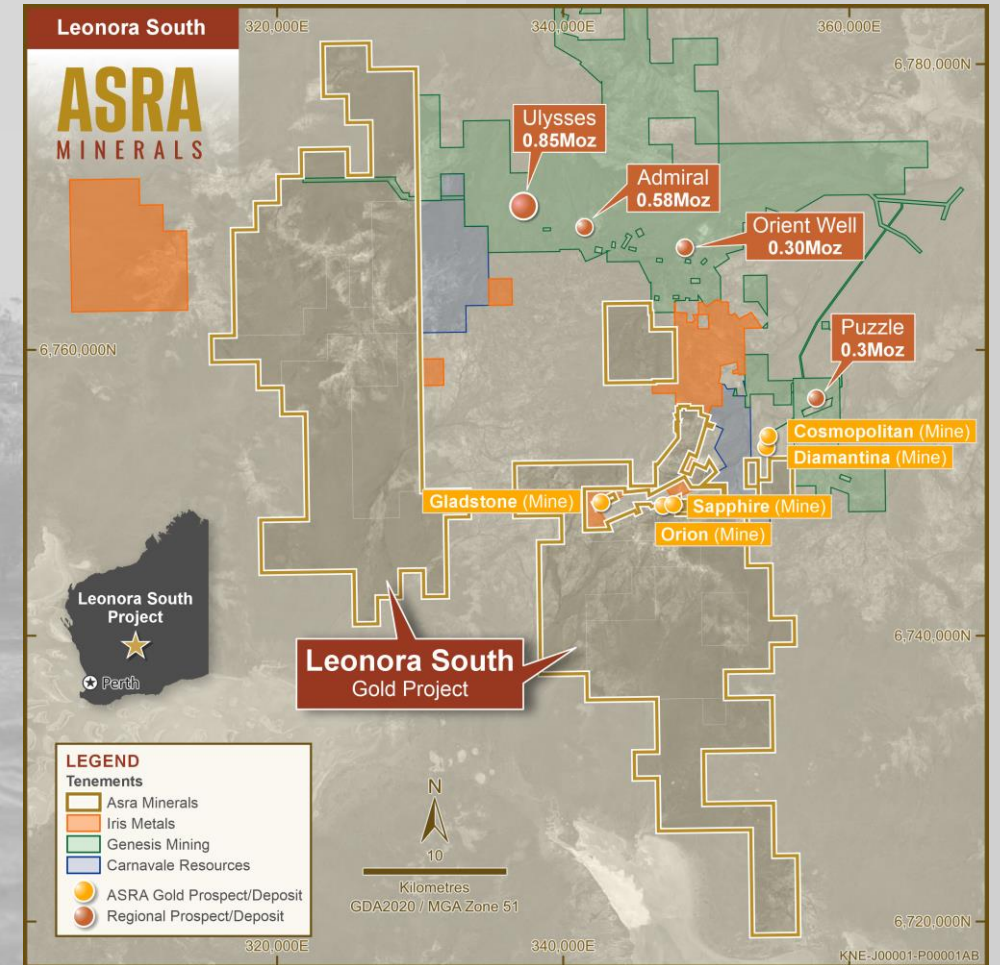 Leonora South
ASRA
MINERALS
320,000E
340,000E
360,000E
6,780,000N
Ulysses
0.85Moz
Admiral
0.58Moz
Orient Well
0.30Moz
6,760,000N
Puzzle
0.3Moz
Cosmopolitan (Mine)
Diamantina (Mine)
Gladstone (Mine)
Sapphire (Mine)
Orion (Mine)
Leonora South
Project
Perth
6,740,000N
Leonora South
Gold Project
LEGEND
Tenements
Asra Minerals
Iris Metals
Genesis Mining
Carnavale Resources
ASRA Gold Prospect/Deposit
Regional Prospect/Deposit
N
10
Kilometres
GDA2020 / MGA Zone 51
6,720,000N
320,000E
340,000E
KNE-J00001-P00001AB